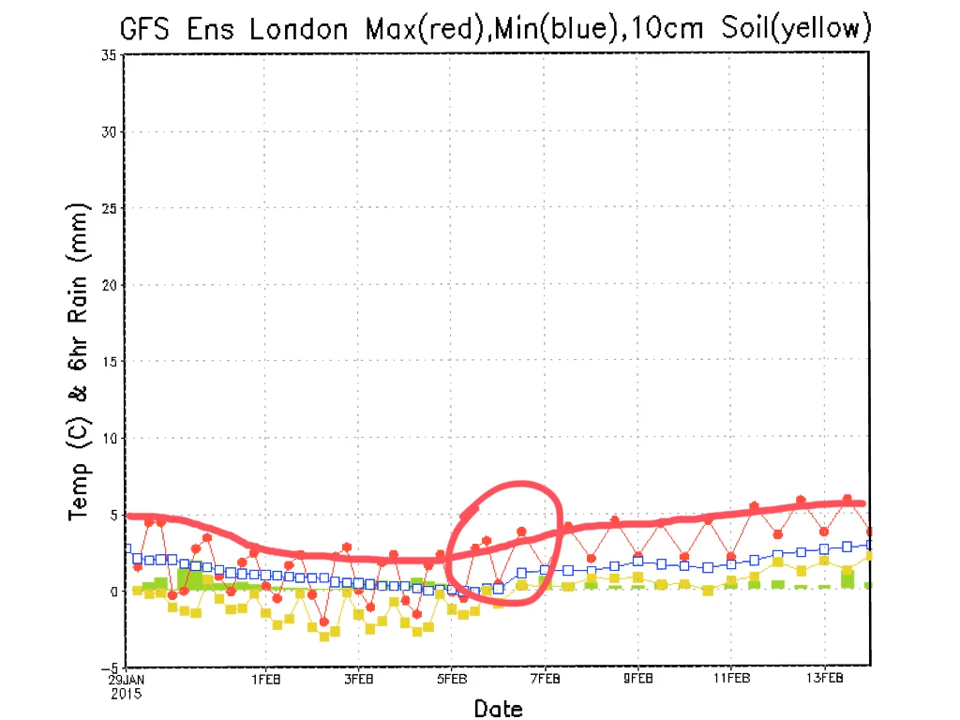 GFS Ens London Max(red),Min(blue),10cm Soil(yellow)
35
30
25
20
15
10
5
0
-5
Temp (C) & 6hr Rain (mm)
29JAN 1FEB 3FEB 5FEB 7FEB 9FEB 11FEB 13FEB
2015
Date